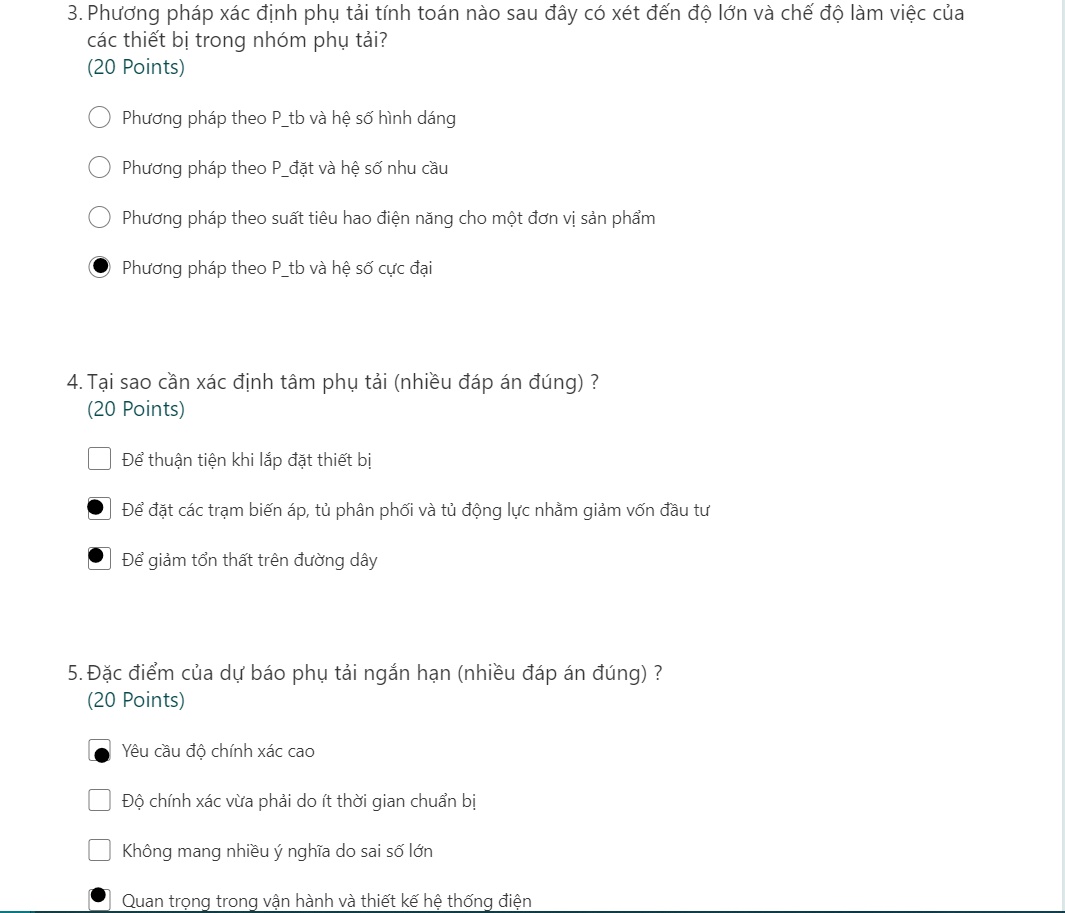 3. Phương pháp xác định phụ tải tính toán nào sau đây có xét đến độ lớn và chế độ làm việc của
các thiết bị trong nhóm phụ tải?
(20 Points)
Phương pháp theo P_tb và hệ số hình dáng
Phương pháp theo P_đặt và hệ số nhu cầu
Phương pháp theo suất tiêu hao điện năng cho một đơn vị sản phẩm
Phương pháp theo P_tb và hệ số cực đại
4. Tại sao cần xác định tâm phụ tải (nhiều đáp án đúng) ?
(20 Points)
Để thuận tiện khi lắp đặt thiết bị
Để đặt các trạm biến áp, tủ phân phối và tủ động lực nhằm giảm vốn đầu tư
Để giảm tổn thất trên đường dây
5. Đặc điểm của dự báo phụ tải ngắn hạn (nhiều đáp án đúng) ?
(20 Points)
Yêu cầu độ chính xác cao
Độ chính xác vừa phải do ít thời gian chuẩn bị
Không mang nhiều ý nghĩa do sai số lớn
Quan trọng trong vận hành và thiết kế hệ thống điện